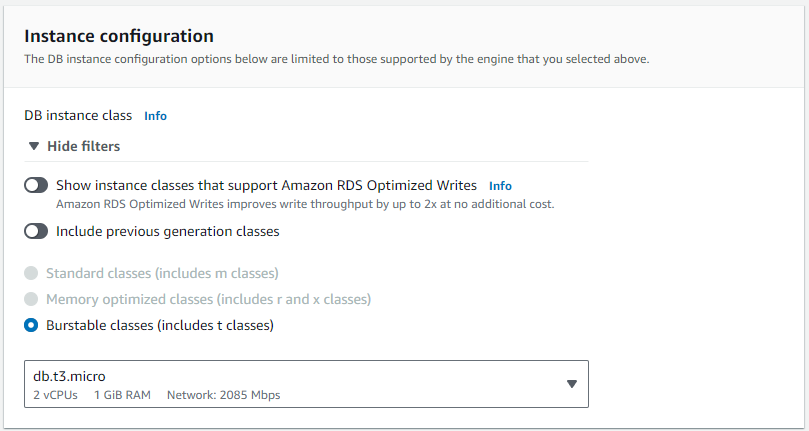 Instance configuration
The DB instance configuration options below are limited to those supported by the engine that you selected above.
DB instance class Info
Hide filters
Show instance classes that support Amazon RDS Optimized Writes Info
Amazon RDS Optimized Writes improves write throughput by up to 2x at no additional cost.
Include previous generation classes
Standard classes (includes m classes)
Memory optimized classes (includes r and x classes)
Burstable classes (includes t classes)
db.t3.micro
2 vCPUs 1 GiB RAM Network: 2085 Mbps